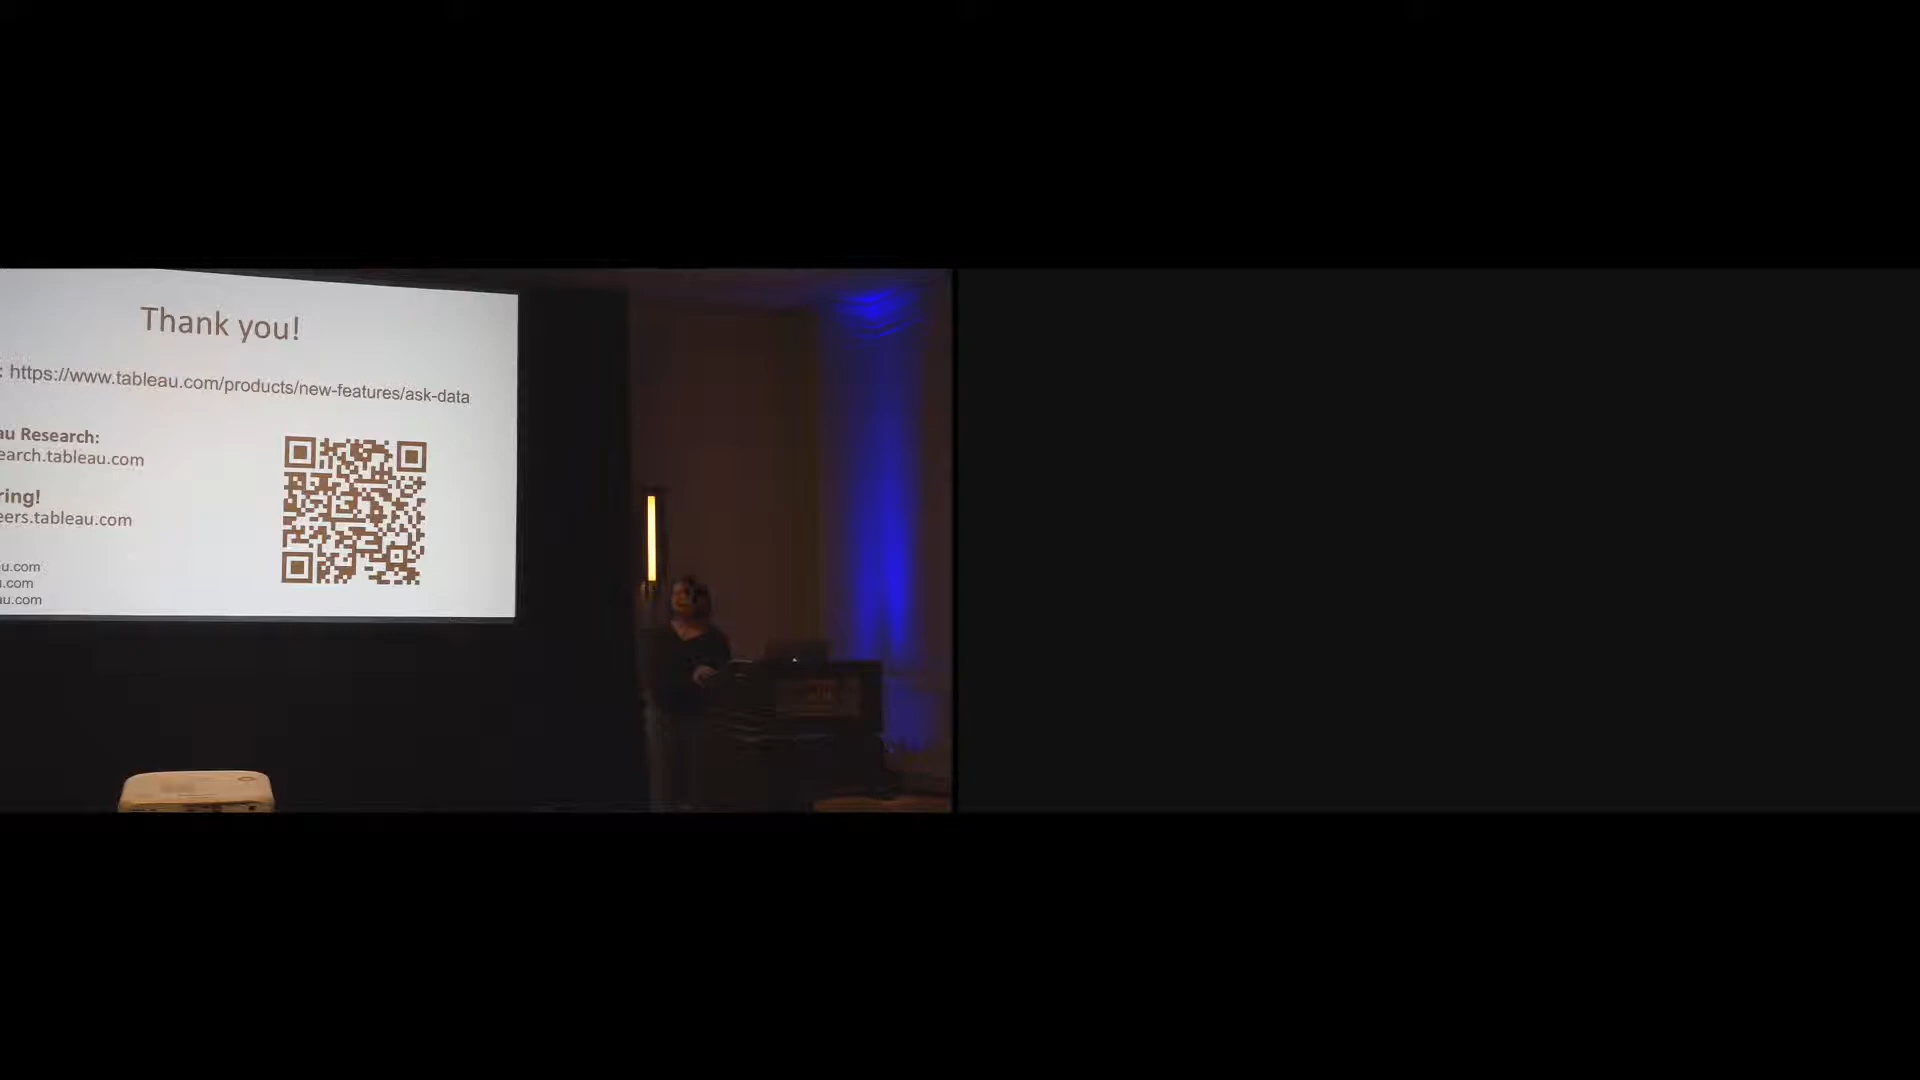 Thank you!
: https://www.tableau.com/products/new-features/ask-data
au Research:
earch.tableau.com
ring!
eers.tableau.com
u.com
u.com
au.com